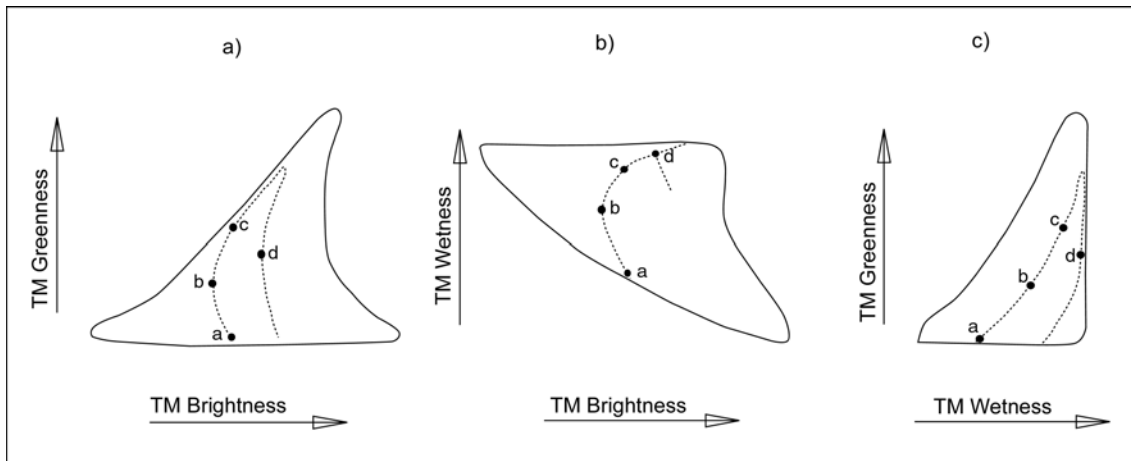 a)
b)
c)
TM Greenness
c
d
b
a
TM Brightness
TM Wetness
c
d
b
a
TM Brightness
TM Greenness
c
d
b
a
TM Wetness